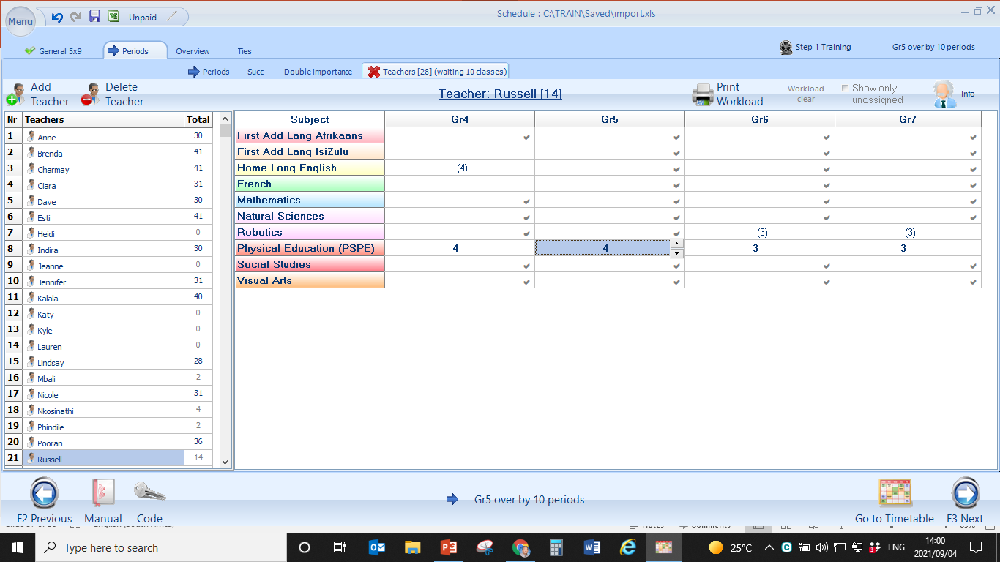 Menu
Unpaid
Schedule : C:\TRAIN\Saved\import.xls
General 5x9
Periods
Overview
Ties
Step 1 Training
Gr5 over by 10 periods
Periods
Succ
Double importance
Teachers [28] (waiting 10 classes)
Add Teacher
Delete Teacher
Teacher: Russell [14]
Print Workload
Workload clear
Show only unassigned
Info
Nr Teachers Total
1 Anne 30
2 Brenda 41
3 Charmay 41
4 Ciara 31
5 Dave 30
6 Esti 41
7 Heidi 0
8 Indira 30
9 Jeanne 0
10 Jennifer 31
11 Kalala 40
12 Katy 0
13 Kyle 0
14 Lauren 0
15 Lindsay 28
16 Mbali 2
17 Nicole 31
18 Nkosinathi 4
19 Phindile 2
20 Pooran 36
21 Russell 14
Subject Gr4 Gr5 Gr6 Gr7
First Add Lang Afrikaans
First Add Lang IsiZulu
Home Lang English (4)
French
Mathematics
Natural Sciences
Robotics (3) (3)
Physical Education (PSPE) 4 4 3 3
Social Studies
Visual Arts
F2 Previous
Manual
Code
Gr5 over by 10 periods
Go to Timetable
F3 Next
Type here to search
25°C
ENG
14:00
2021/09/04